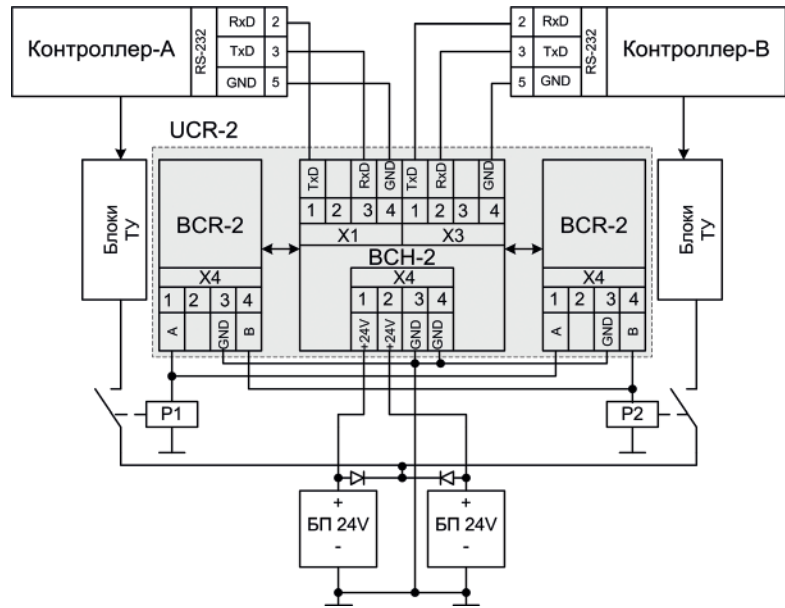 Контроллер-А
RS-232
RxD 2
TxD 3
GND 5
2 RxD
3 TxD
5 GND
RS-232
Контроллер-В
UCR-2
Блоки ТУ
BCR-2
X4
1 2 3 4
A GND B
TxD RxD GND TxD RxD GND
1 2 3 4 1 2 3 4
X1 X3
BCH-2
X4
1 2 3 4
+24V +24V GND GND
BCR-2
X4
1 2 3 4
A GND B
Блоки ТУ
P1
P2
+
БП 24V
-
+
БП 24V
-